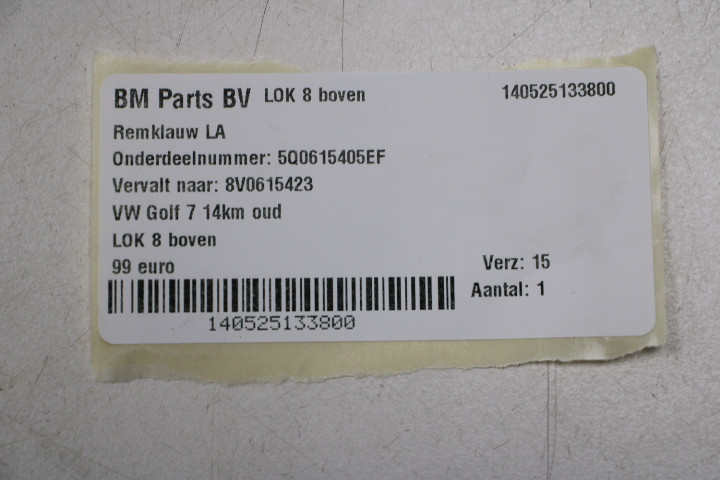 BM Parts BV LOK 8 boven 140525133800
Remklauw LA
Onderdeelnummer: 5Q0615405EF
Vervalt naar: 8V0615423
VW Golf 7 14km oud
LOK 8 boven
99 euro Verz: 15
Aantal: 1
140525133800